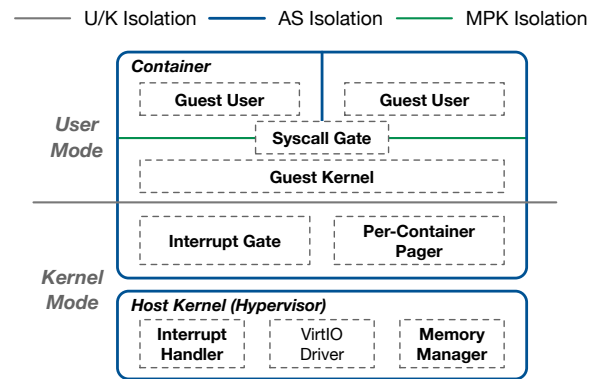 U/K Isolation AS Isolation MPK Isolation
Container
Guest User Guest User
User
Mode
Syscall Gate
Guest Kernel
Interrupt Gate
Per-Container
Pager
Kernel
Mode
Host Kernel (Hypervisor)
Interrupt
Handler
VirtIO
Driver
Memory
Manager